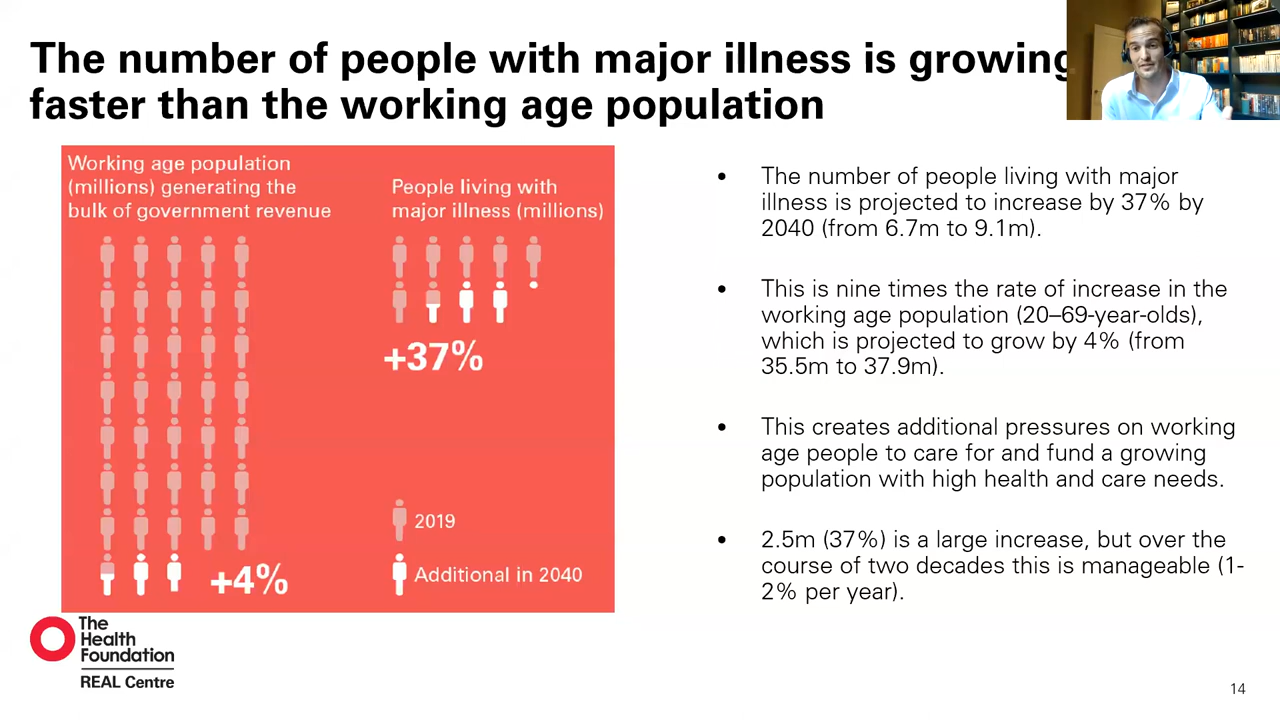 The number of people with major illness is growing
faster than the working age population
Working age population
(millions) generating the
bulk of government revenue
People living with
major illness (millions)
+37%
2019
Additional in 2040
+4%
• The number of people living with major
illness is projected to increase by 37% by
2040 (from 6.7m to 9.1m).
• This is nine times the rate of increase in the
working age population (20–69-year-olds),
which is projected to grow by 4% (from
35.5m to 37.9m).
• This creates additional pressures on working
age people to care for and fund a growing
population with high health and care needs.
• 2.5m (37%) is a large increase, but over the
course of two decades this is manageable (1-
2% per year).
The
Health
Foundation
REAL Centre
14